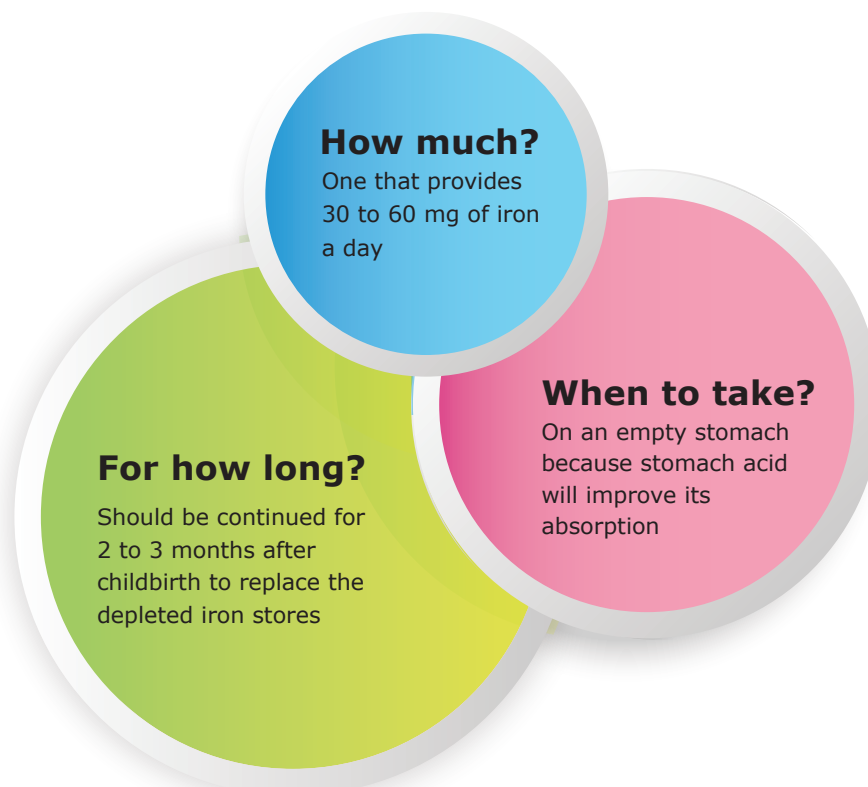 How much?
One that provides
30 to 60 mg of iron
a day
When to take?
On an empty stomach
because stomach acid
will improve its
absorption
For how long?
Should be continued for
2 to 3 months after
childbirth to replace the
depleted iron stores